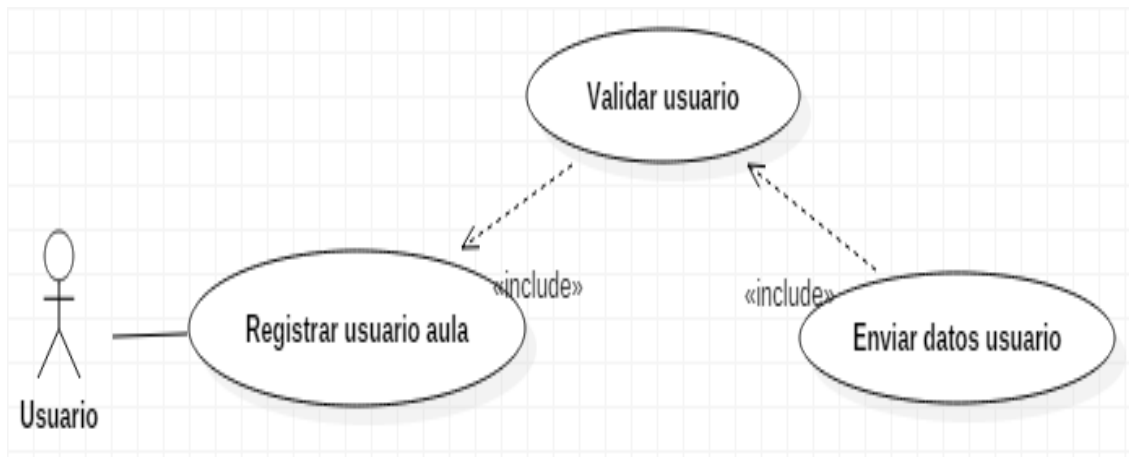 Validar usuario
«include»
«include»
Registrar usuario aula
Enviar datos usuario
Usuario